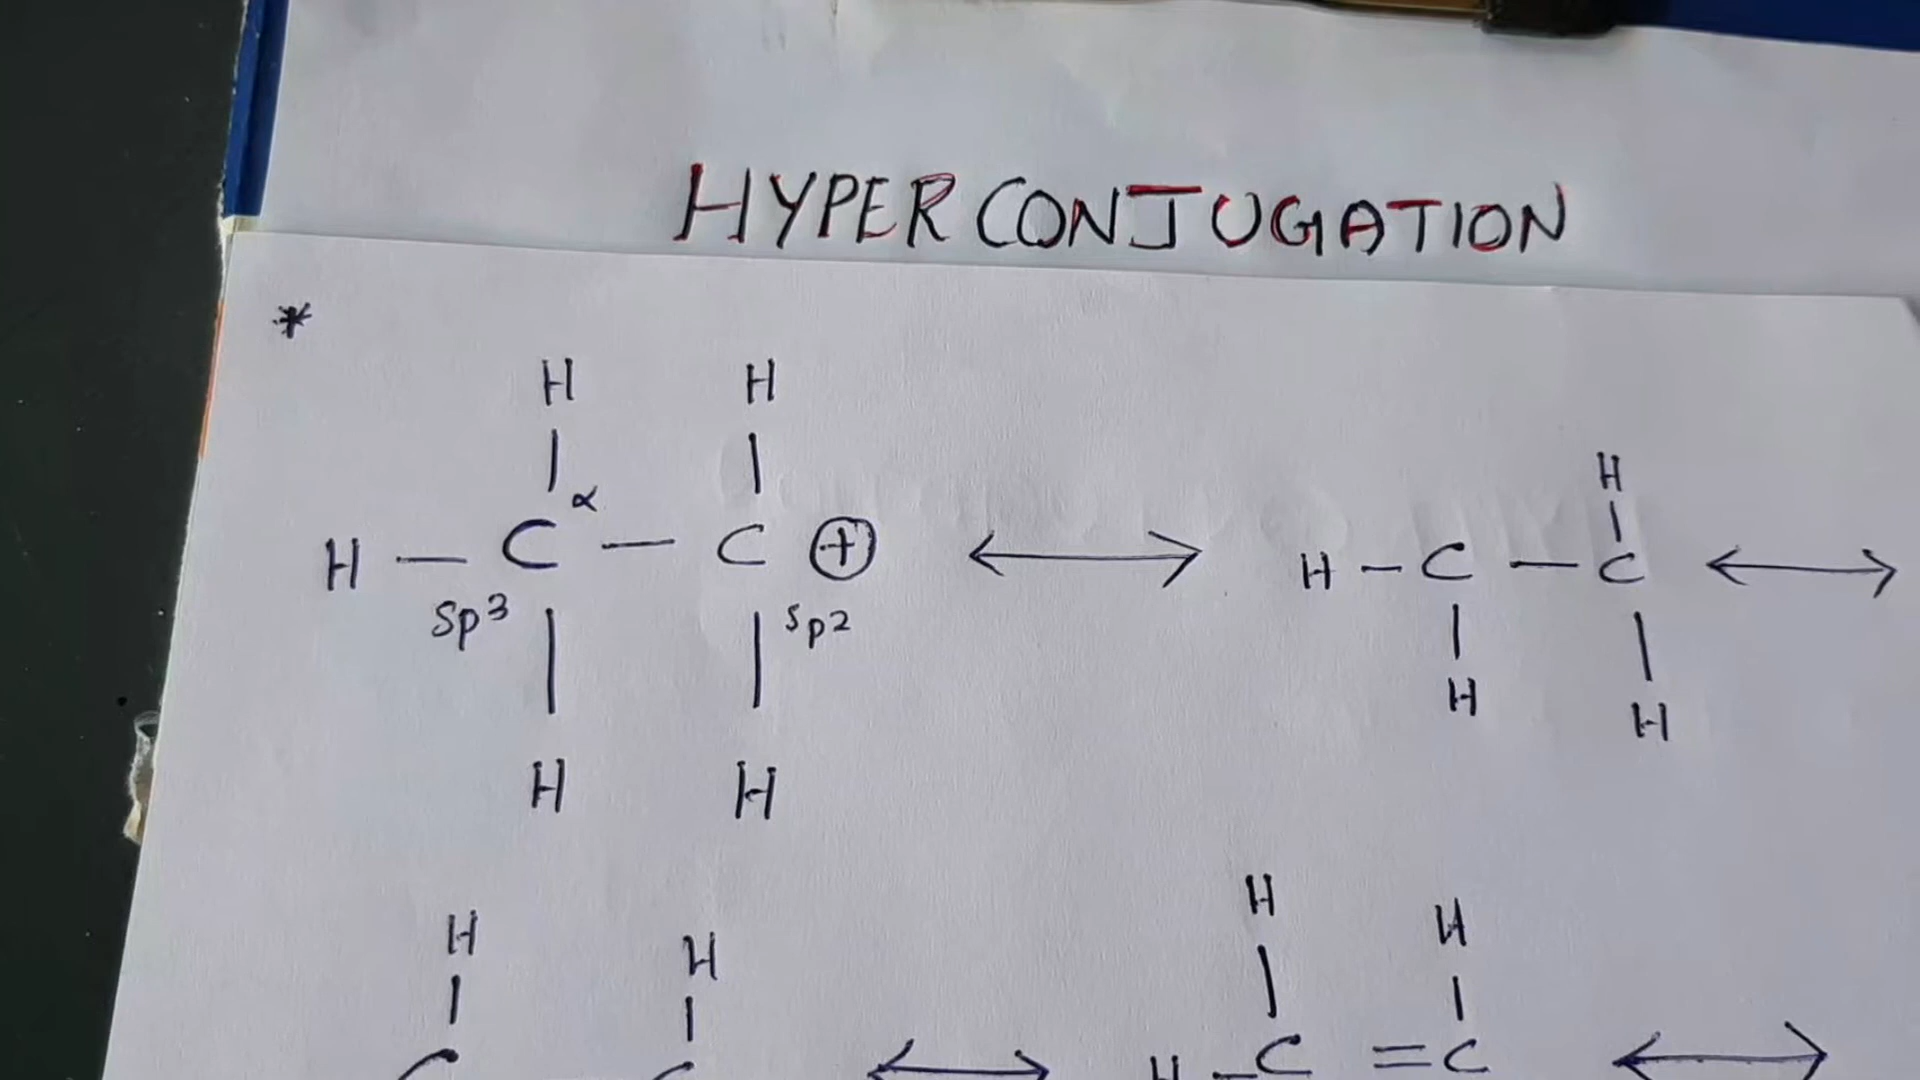 HYPERCONJUGATION
*
H H
| |
H — C α — C ⊕ ⟷ H – C — C ⟷
sp3 sp2
| |
H H
H
|
| |
H H
H H H H
| | | |
C C ⟷ H – C = C ⟷